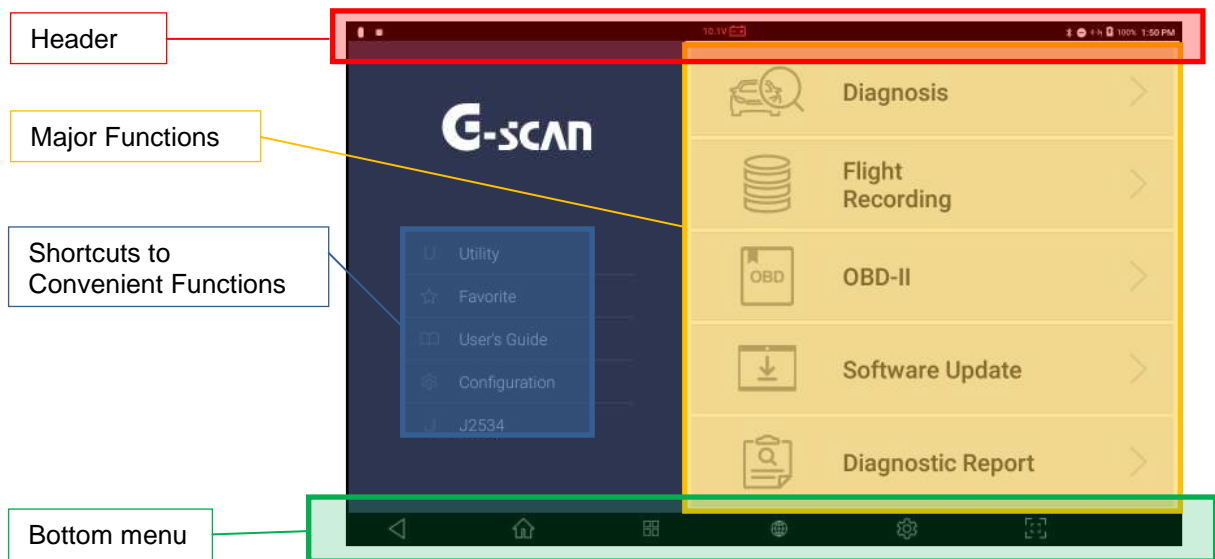 Header
10.1V
100% 1:50 PM
Major Functions
G-scan
Diagnosis
Flight
Recording
Shortcuts to
Convenient Functions
U Utility
Favorite
User's Guide
Configuration
J J2534
OBD
OBD-II
Software Update
Diagnostic Report
Bottom menu